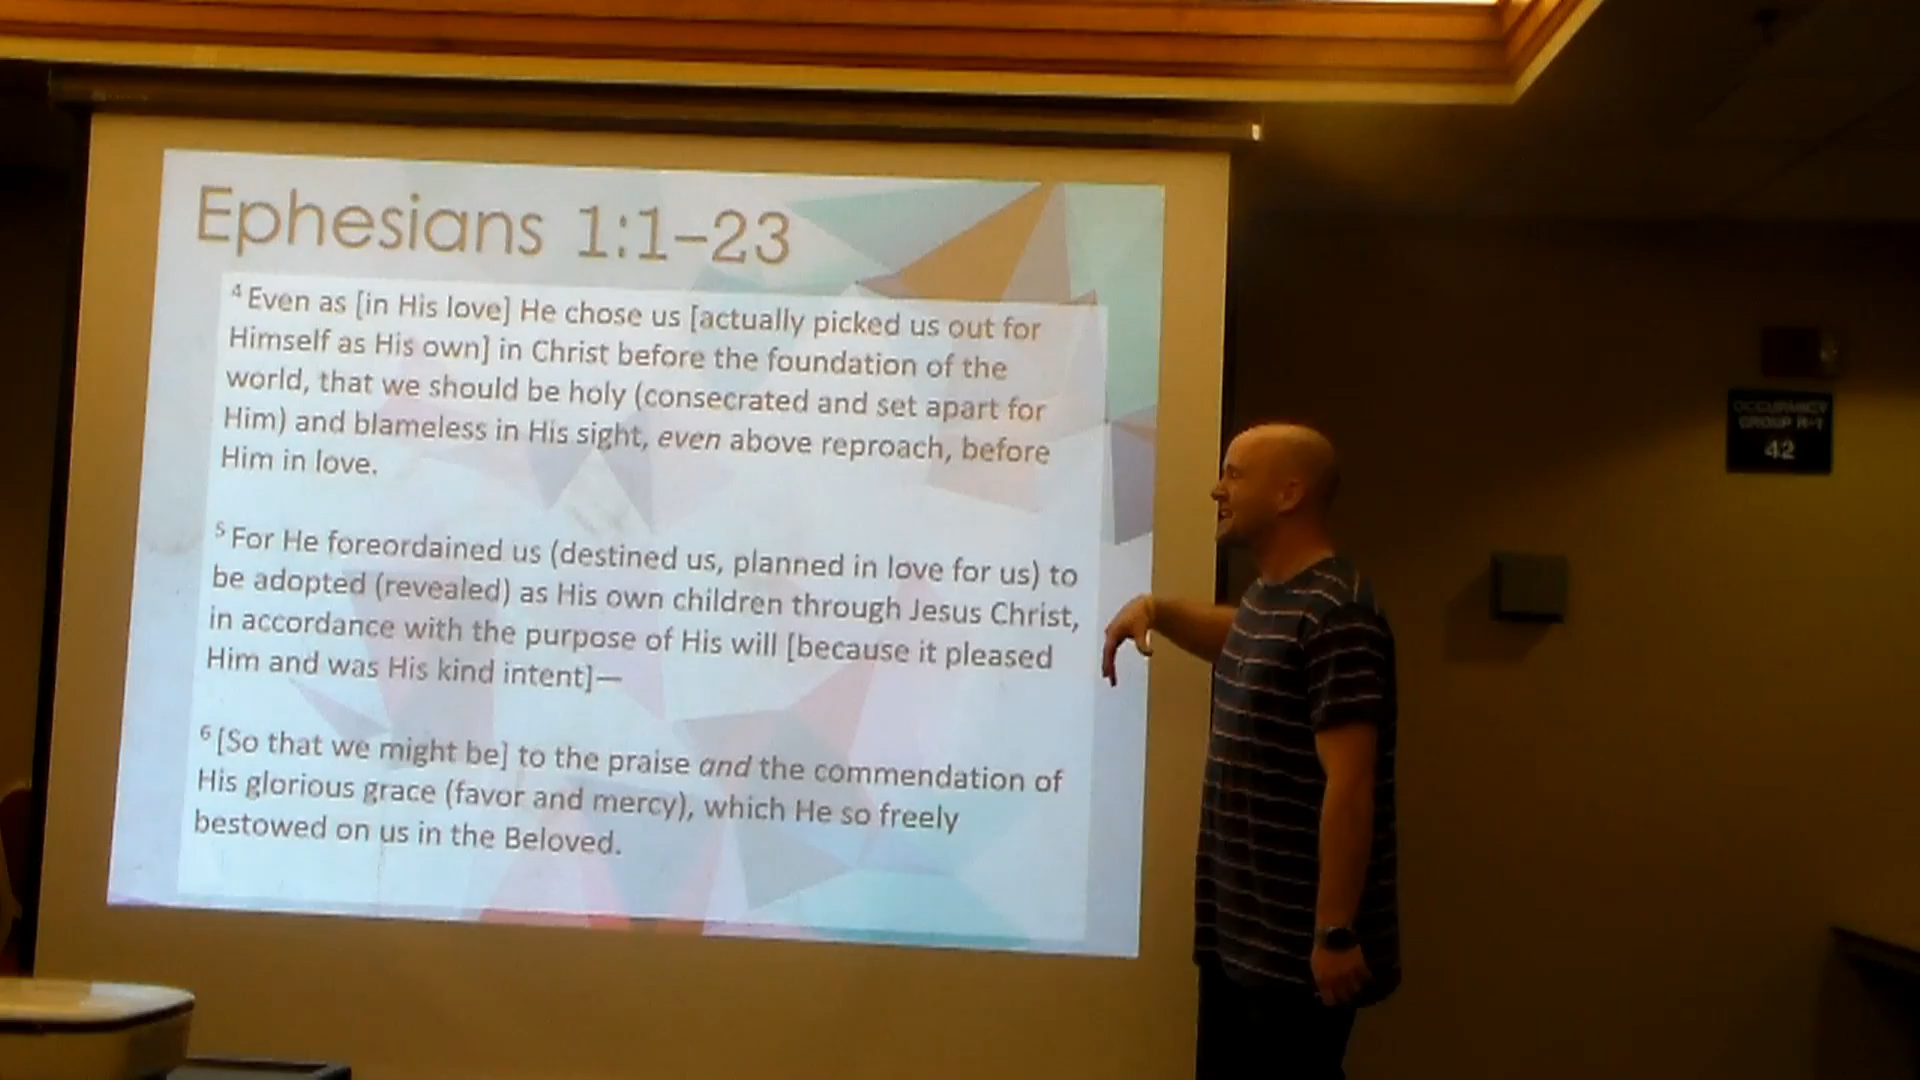 Ephesians 1:1–23
4 Even as [in His love] He chose us [actually picked us out for
Himself as His own] in Christ before the foundation of the
world, that we should be holy (consecrated and set apart for
Him) and blameless in His sight, even above reproach, before
Him in love.
5 For He foreordained us (destined us, planned in love for us) to
be adopted (revealed) as His own children through Jesus Christ,
in accordance with the purpose of His will [because it pleased
Him and was His kind intent]—
6 [So that we might be] to the praise and the commendation of
His glorious grace (favor and mercy), which He so freely
bestowed on us in the Beloved.
OCCUPANCY
GROUP
42